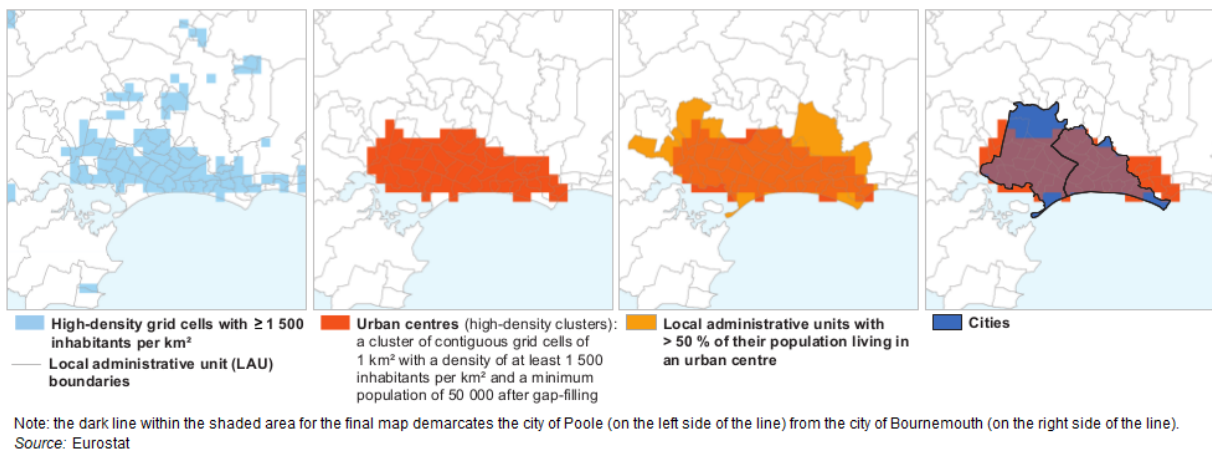 High-density grid cells with ≥ 1 500
inhabitants per km²
Local administrative unit (LAU)
boundaries
Urban centres (high-density clusters):
a cluster of contiguous grid cells of
1 km² with a density of at least 1 500
inhabitants per km² and a minimum
population of 50 000 after gap-filling
Local administrative units with
> 50 % of their population living in
an urban centre
Cities
Note: the dark line within the shaded area for the final map demarcates the city of Poole (on the left side of the line) from the city of Bournemouth (on the right side of the line).
Source: Eurostat